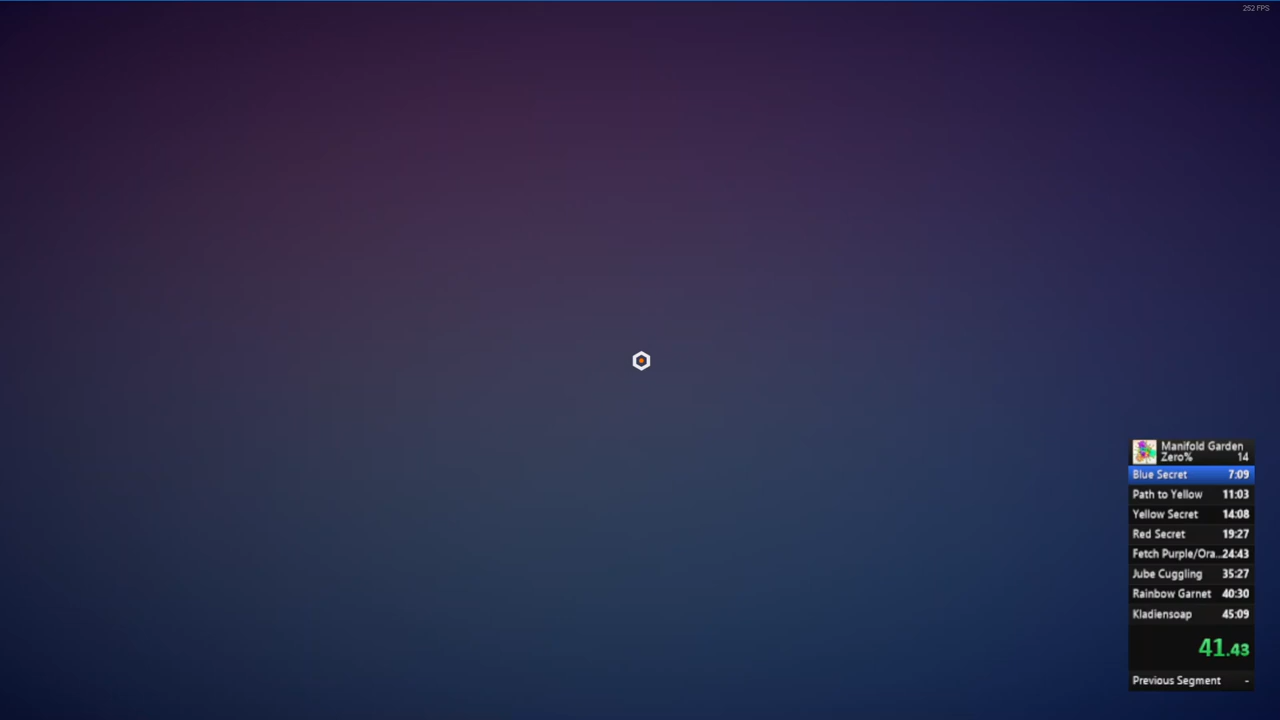 252 FPS
Manifold Garden
Zero% 14
Blue Secret 7:09
Path to Yellow 11:03
Yellow Secret 14:08
Red Secret 19:27
Fetch Purple/Ora... 24:43
Jube Cuggling 35:27
Rainbow Garnet 40:30
Kladiensoap 45:09
41.43
Previous Segment -